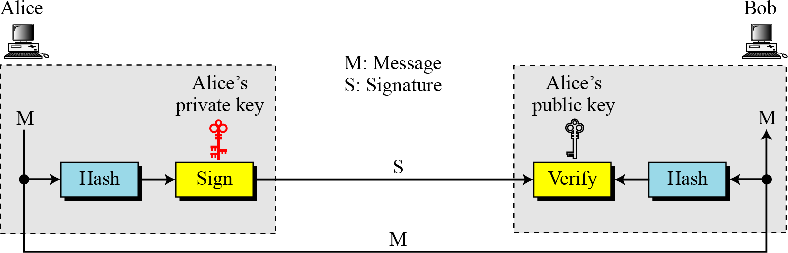 Alice
Bob
M: Message
S: Signature
Alice's
private key
Alice's
public key
M
M
Hash
Sign
S
Verify
Hash
M